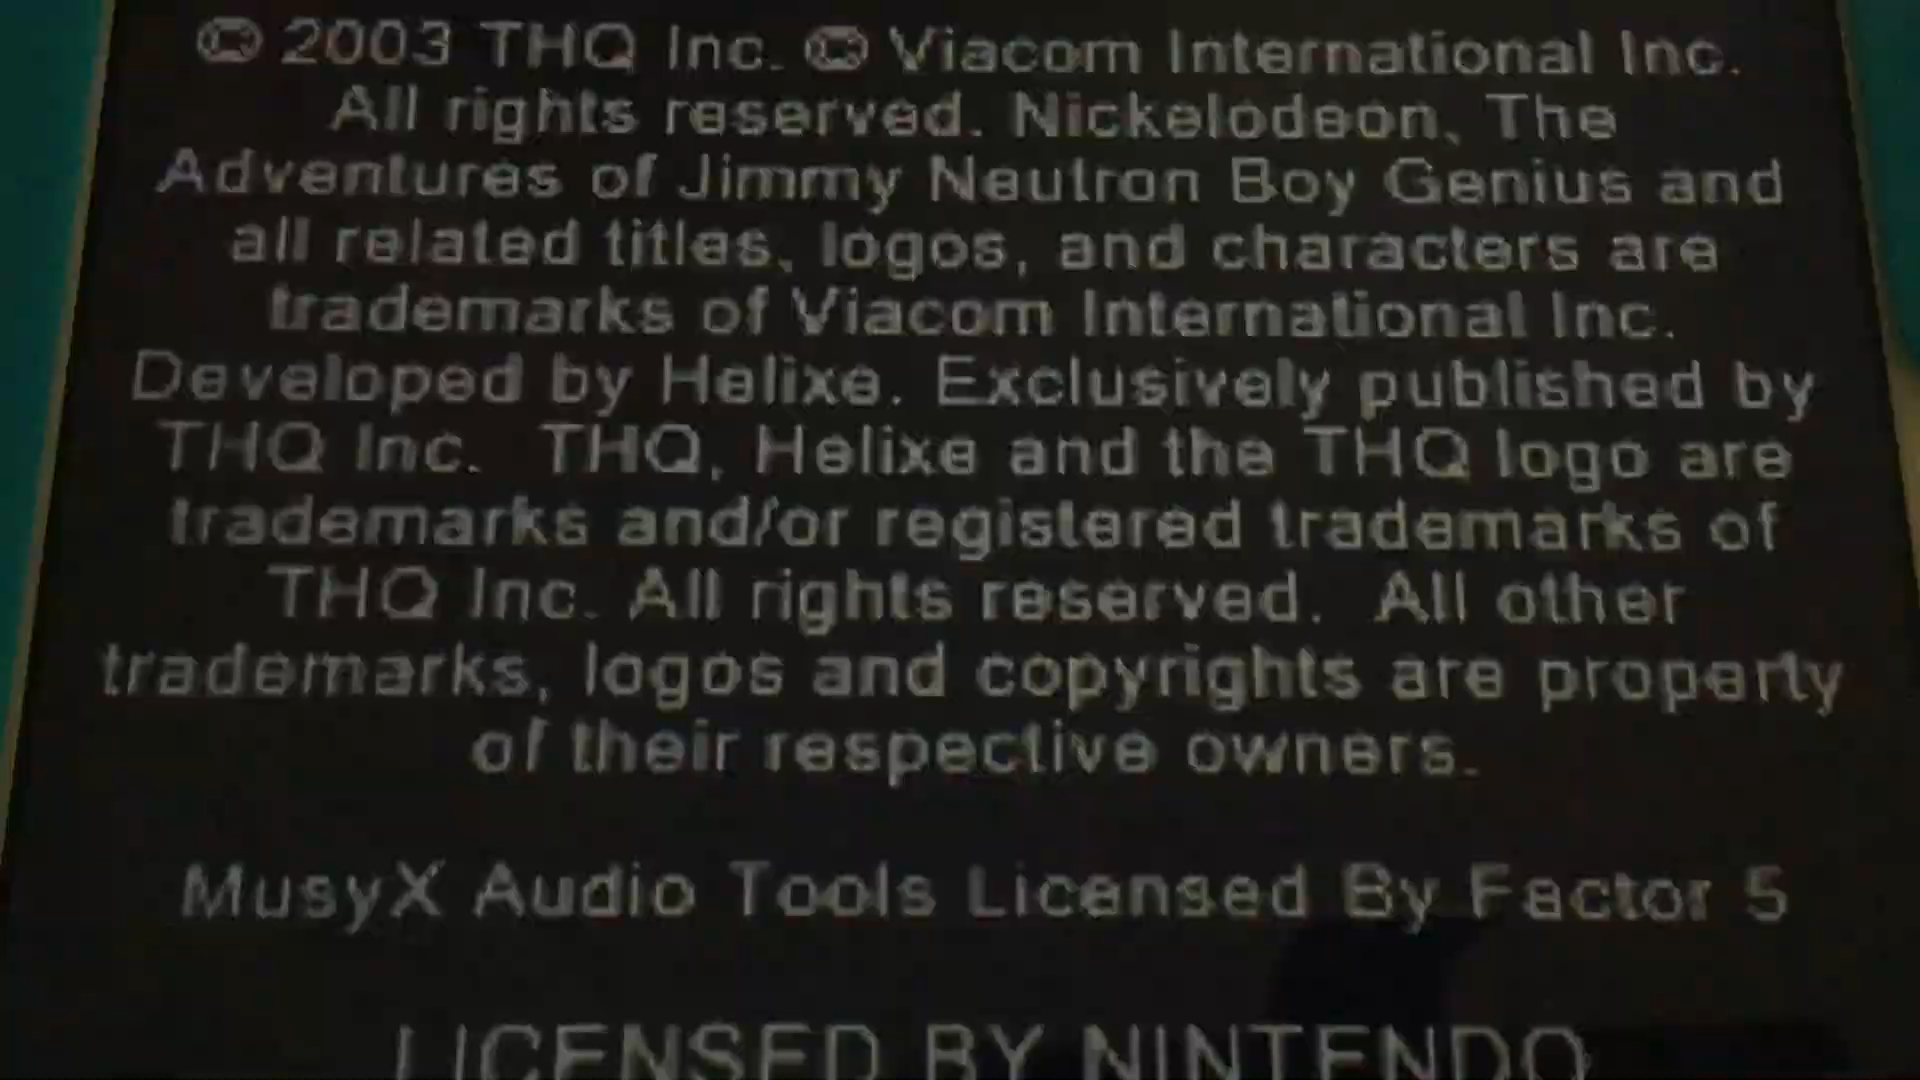 © 2003 THQ Inc. © Viacom International Inc.
All rights reserved. Nickelodeon, The
Adventures of Jimmy Neutron Boy Genius and
all related titles, logos, and characters are
trademarks of Viacom International Inc.
Developed by Helixe. Exclusively published by
THQ Inc. THQ, Helixe and the THQ logo are
trademarks and/or registered trademarks of
THQ Inc. All rights reserved. All other
trademarks, logos and copyrights are property
of their respective owners.
MusyX Audio Tools Licensed By Factor 5
LICENSED BY NINTENDO